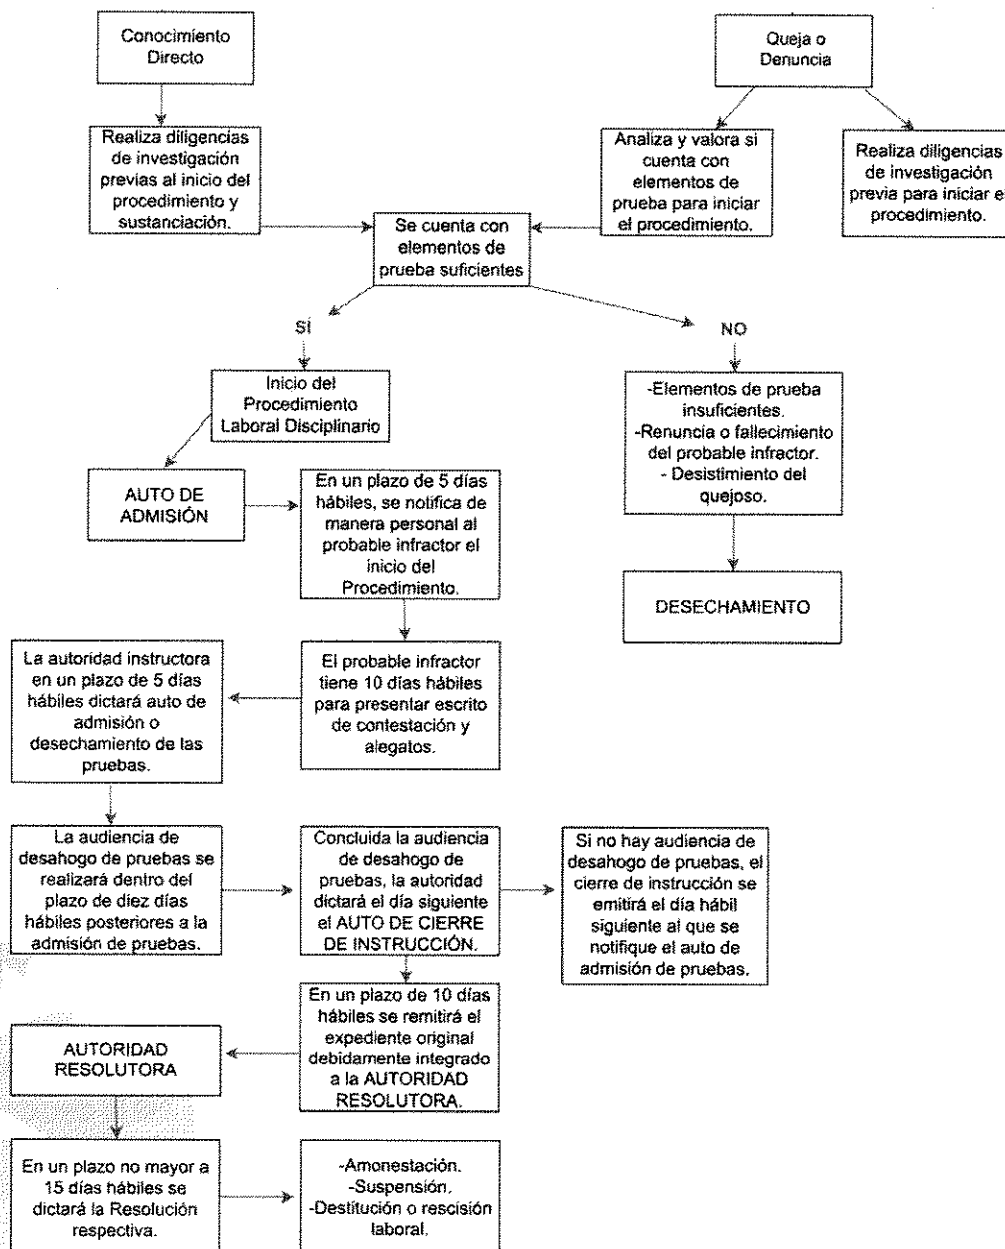 Conocimiento
Directo
Queja o
Denuncia
Realiza diligencias
de investigación
previas al inicio del
procedimiento y
sustanciación.
Analiza y valora si
cuenta con
elementos de
prueba para iniciar
el procedimiento.
Realiza diligencias
de investigación
previa para iniciar el
procedimiento.
Se cuenta con
elementos de
prueba suficientes
SÍ
NO
Inicio del
Procedimiento
Laboral Disciplinario
-Elementos de prueba
insuficientes.
-Renuncia o fallecimiento
del probable infractor.
- Desistimiento del
quejoso.
AUTO DE
ADMISIÓN
En un plazo de 5 días
hábiles, se notifica de
manera personal al
probable infractor el
inicio del
Procedimiento.
DESECHAMIENTO
La autoridad instructora
en un plazo de 5 días
hábiles dictará auto de
admisión o
desechamiento de las
pruebas.
El probable infractor
tiene 10 días hábiles
para presentar escrito
de contestación y
alegatos.
La audiencia de
desahogo de pruebas se
realizará dentro del
plazo de diez días
hábiles posteriores a la
admisión de pruebas.
Concluida la audiencia
de desahogo de
pruebas, la autoridad
dictará el día siguiente
el AUTO DE CIERRE
DE INSTRUCCIÓN.
Si no hay audiencia de
desahogo de pruebas, el
cierre de instrucción se
emitirá el día hábil
siguiente al que se
notifique el auto de
admisión de pruebas.
En un plazo de 10 días
hábiles se remitirá el
expediente original
debidamente integrado
a la AUTORIDAD
RESOLUTORA.
AUTORIDAD
RESOLUTORA
En un plazo no mayor a
15 días hábiles se
dictará la Resolución
respectiva.
-Amonestación.
-Suspensión.
-Destitución o rescisión
laboral.